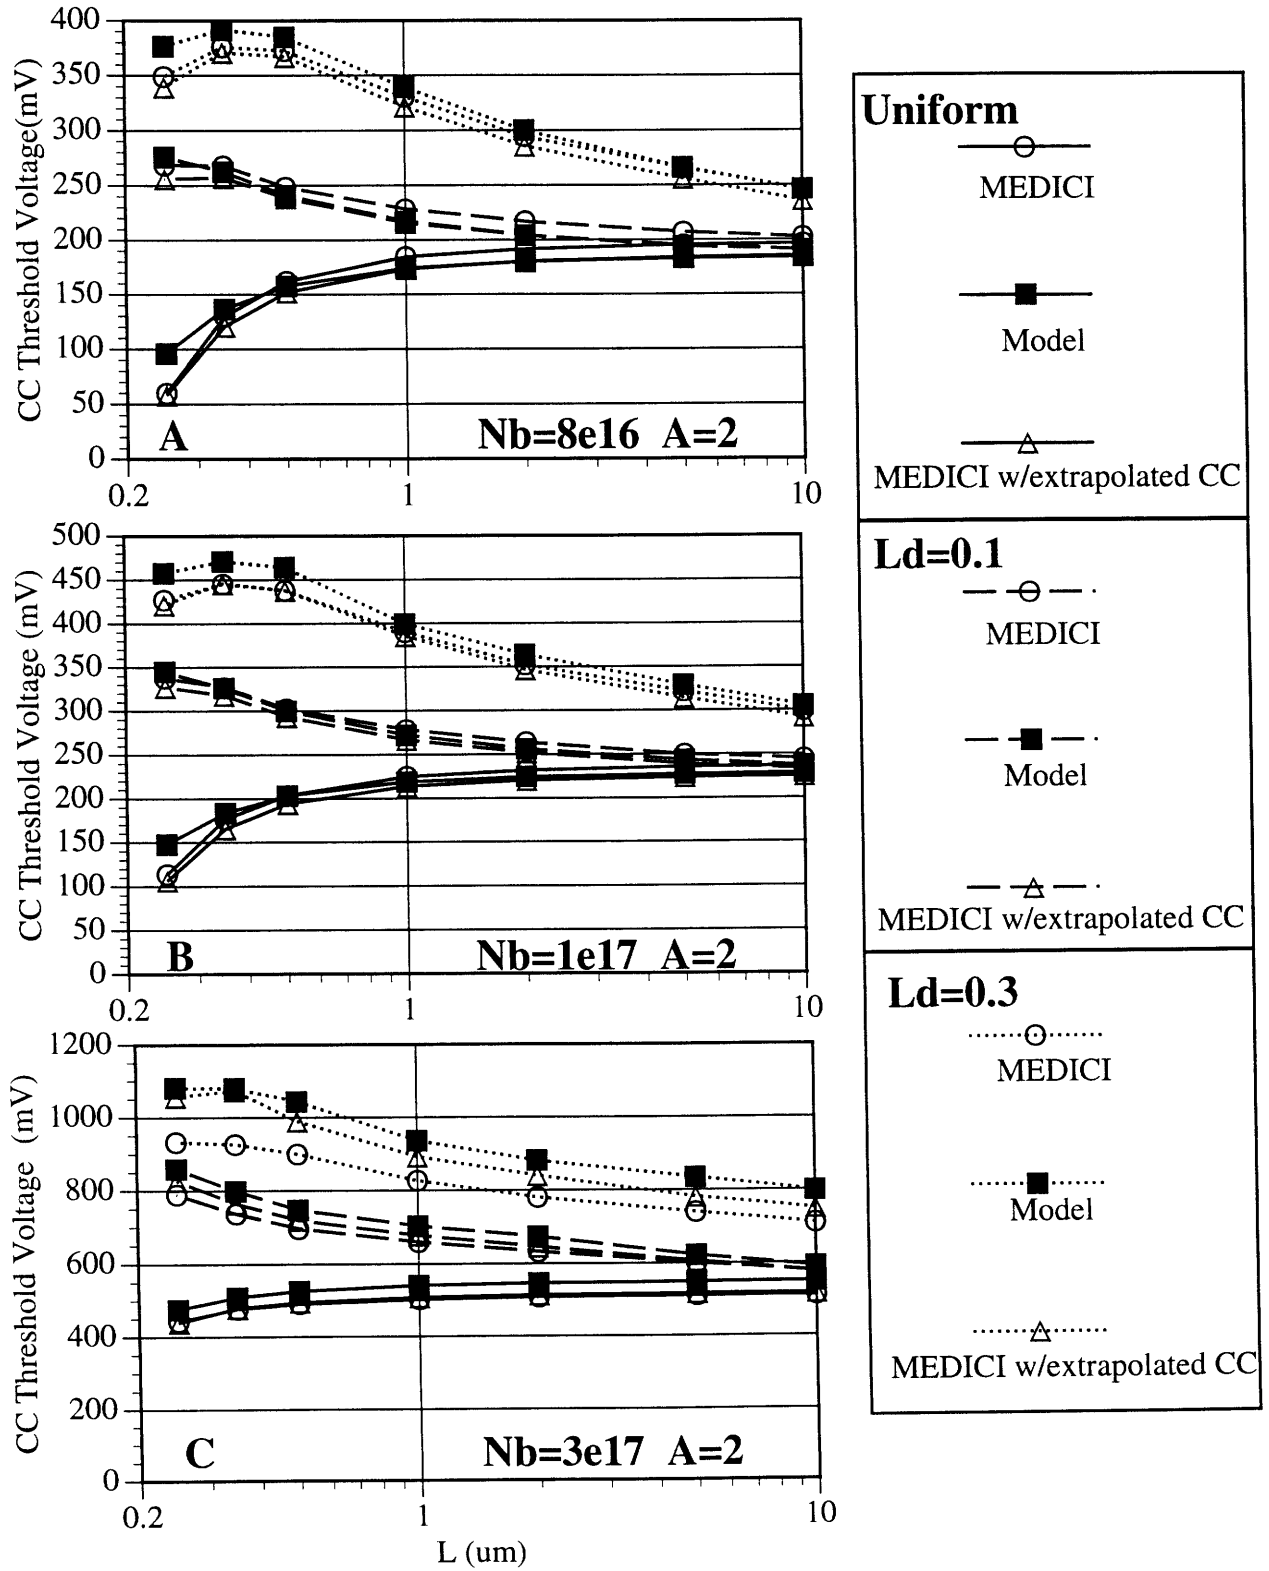 400
350
300
250
200
150
100
50
0
CC Threshold Voltage(mV)
A
Nb=8e16 A=2
0.2
1
10
500
450
400
350
300
250
200
150
100
50
0
CC Threshold Voltage (mV)
B
Nb=1e17 A=2
0.2
1
10
1200
1000
800
600
400
200
0
CC Threshold Voltage (mV)
C
Nb=3e17 A=2
0.2
1
10
L (um)
Uniform
MEDICI
Model
MEDICI w/extrapolated CC
Ld=0.1
MEDICI
Model
MEDICI w/extrapolated CC
Ld=0.3
MEDICI
Model
MEDICI w/extrapolated CC